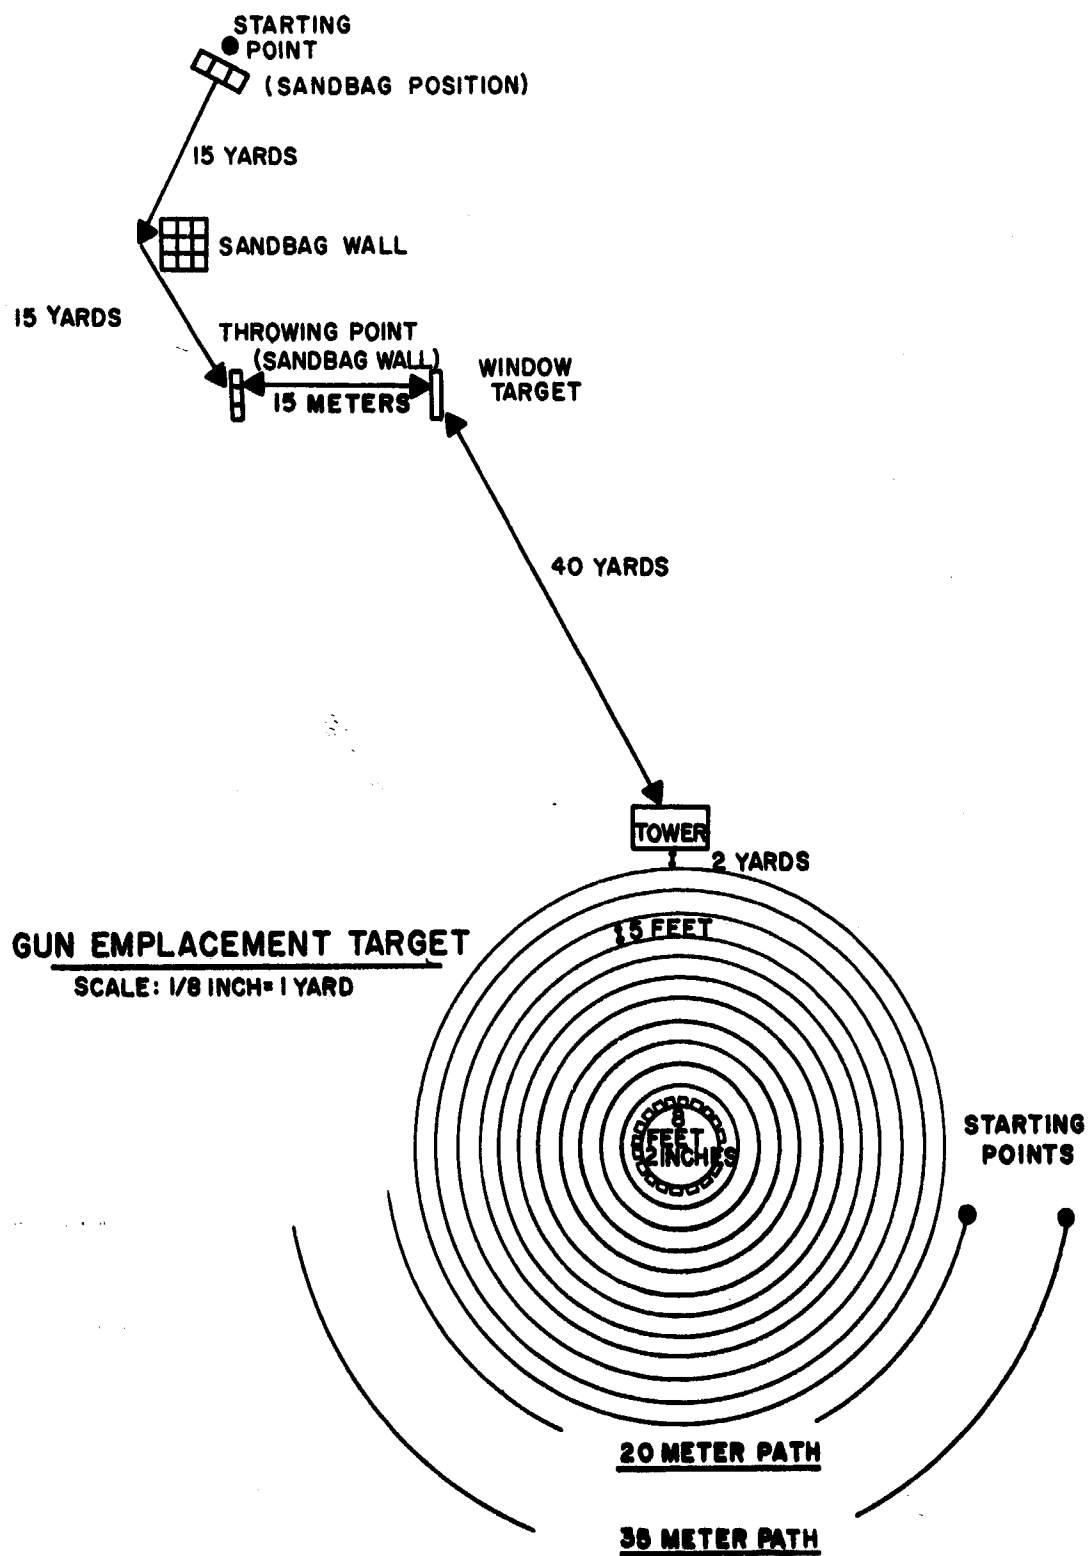 STARTING
POINT
(SANDBAG POSITION)
15 YARDS
SANDBAG WALL
15 YARDS
THROWING POINT
(SANDBAG WALL)
15 METERS
WINDOW
TARGET
40 YARDS
TOWER
2 YARDS
5 FEET
GUN EMPLACEMENT TARGET
SCALE: 1/8 INCH= 1 YARD
8
FEET
2 INCHES
STARTING
POINTS
20 METER PATH
35 METER PATH